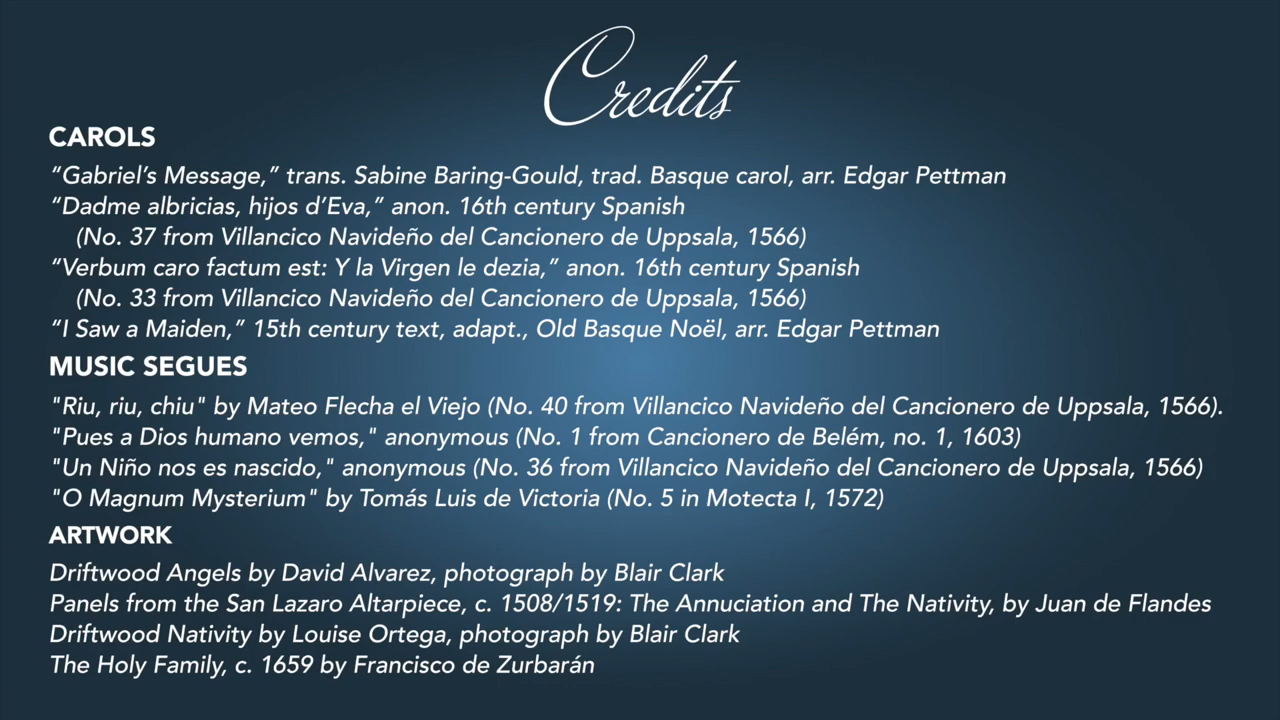 Credits
CAROLS
“Gabriel’s Message,” trans. Sabine Baring-Gould, trad. Basque carol, arr. Edgar Pettman
“Dadme albricias, hijos d’Eva,” anon. 16th century Spanish
(No. 37 from Villancico Navideño del Cancionero de Uppsala, 1566)
“Verbum caro factum est: Y la Virgen le dezia,” anon. 16th century Spanish
(No. 33 from Villancico Navideño del Cancionero de Uppsala, 1566)
“I Saw a Maiden,” 15th century text, adapt., Old Basque Noël, arr. Edgar Pettman
MUSIC SEGUES
"Riu, riu, chiu" by Mateo Flecha el Viejo (No. 40 from Villancico Navideño del Cancionero de Uppsala, 1566).
"Pues a Dios humano vemos," anonymous (No. 1 from Cancionero de Belém, no. 1, 1603)
"Un Niño nos es nascido," anonymous (No. 36 from Villancico Navideño del Cancionero de Uppsala, 1566)
"O Magnum Mysterium" by Tomás Luis de Victoria (No. 5 in Motecta I, 1572)
ARTWORK
Driftwood Angels by David Alvarez, photograph by Blair Clark
Panels from the San Lazaro Altarpiece, c. 1508/1519: The Annuciation and The Nativity, by Juan de Flandes
Driftwood Nativity by Louise Ortega, photograph by Blair Clark
The Holy Family, c. 1659 by Francisco de Zurbarán